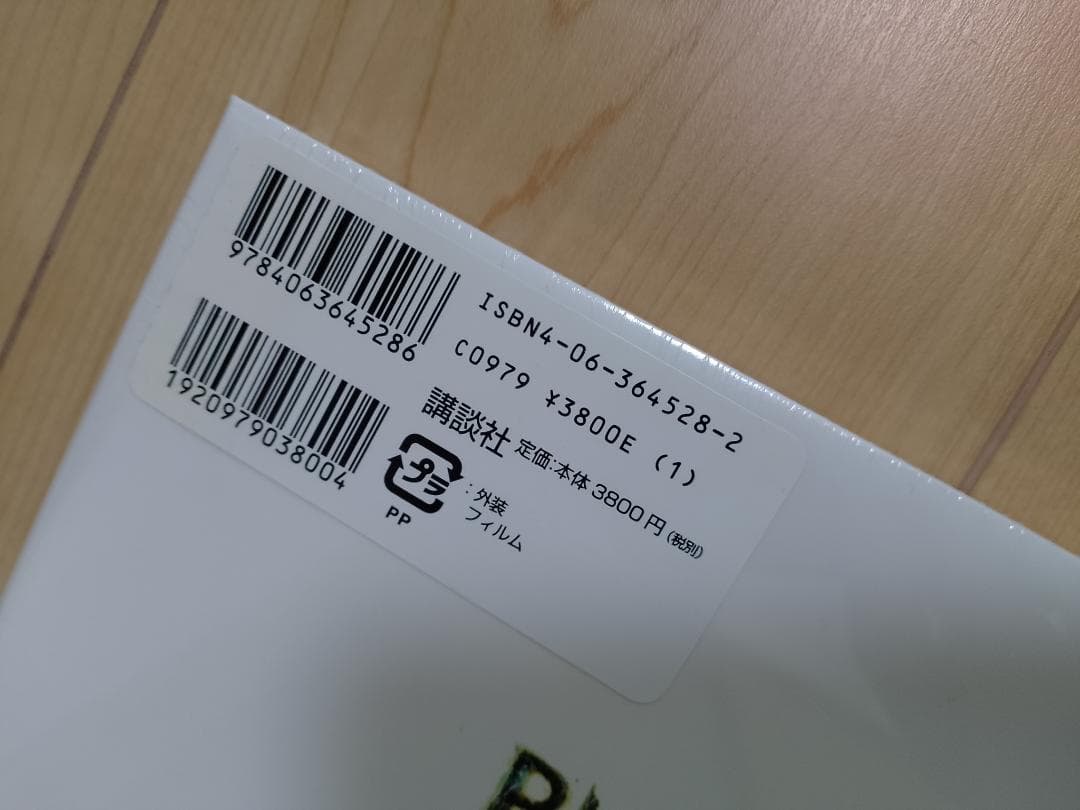 9784063645286
1920979038004
ISBN4-06-364528-2
C0979 ¥3800E (1)
講談社 定価:本体3800円(税別)
プラ
:外装
フィルム
PP